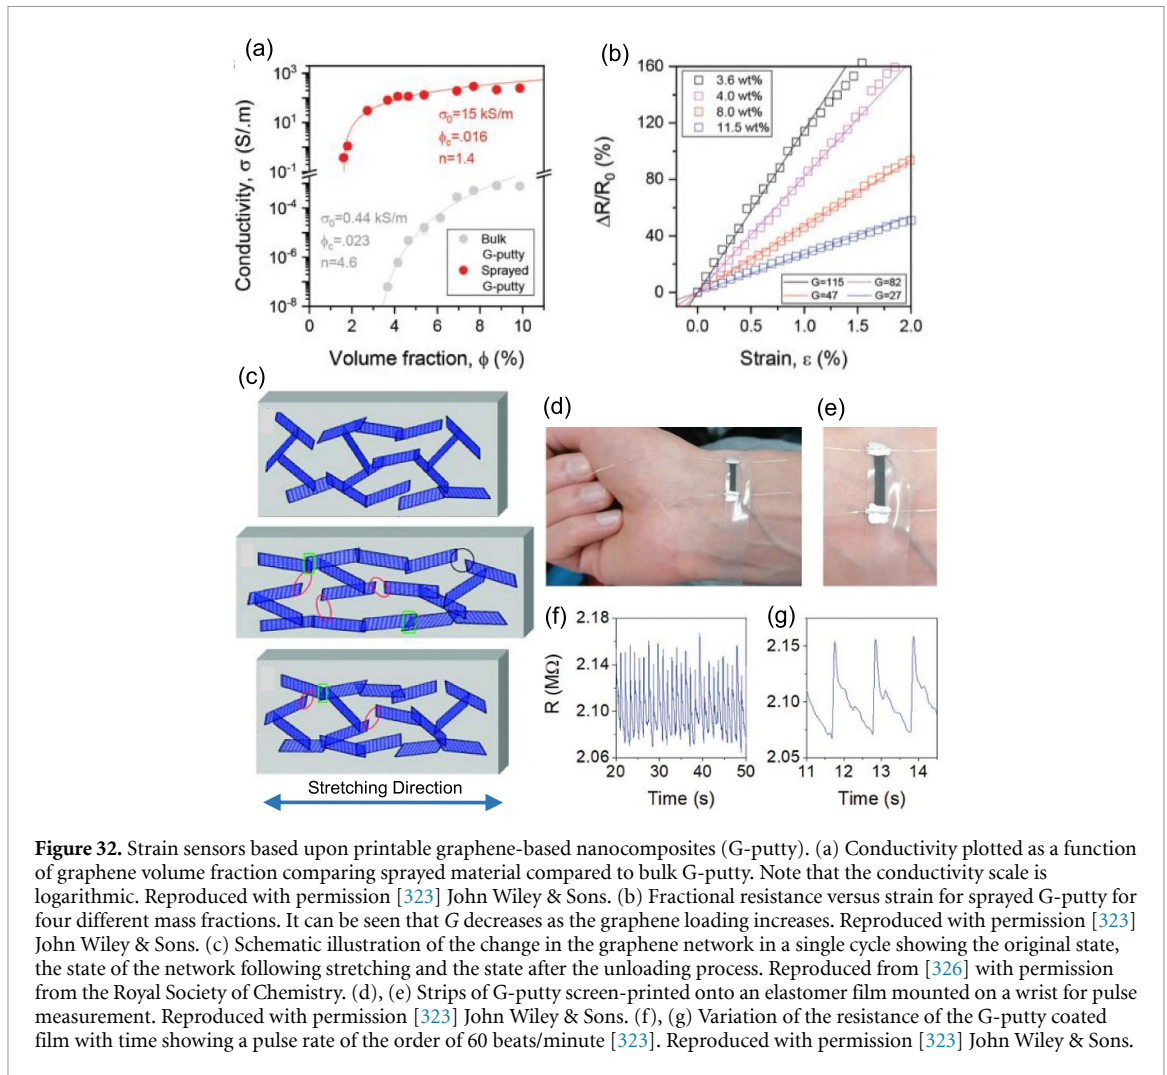 (a)
10³
10¹
10⁻¹
10⁻⁴
10⁻⁶
10⁻⁸
Conductivity, σ (S/.m)
σ₀=15 kS/m
ϕc=.016
n=1.4
σ₀=0.44 kS/m
ϕc=.023
n=4.6
Bulk
G-putty
Sprayed
G-putty
0 2 4 6 8 10
Volume fraction, ϕ (%)
(b)
160
120
80
40
0
ΔR/R₀ (%)
3.6 wt%
4.0 wt%
8.0 wt%
11.5 wt%
G=115 G=82
G=47 G=27
0.0 0.5 1.0 1.5 2.0
Strain, ε (%)
(c)
Stretching Direction
(d)
(e)
(f)
2.18
2.14
2.10
2.06
R (MΩ)
20 30 40 50
Time (s)
(g)
2.15
2.10
2.05
11 12 13 14
Time (s)
Figure 32. Strain sensors based upon printable graphene-based nanocomposites (G-putty). (a) Conductivity plotted as a function
of graphene volume fraction comparing sprayed material compared to bulk G-putty. Note that the conductivity scale is
logarithmic. Reproduced with permission [323] John Wiley & Sons. (b) Fractional resistance versus strain for sprayed G-putty for
four different mass fractions. It can be seen that G decreases as the graphene loading increases. Reproduced with permission [323]
John Wiley & Sons. (c) Schematic illustration of the change in the graphene network in a single cycle showing the original state,
the state of the network following stretching and the state after the unloading process. Reproduced from [326] with permission
from the Royal Society of Chemistry. (d), (e) Strips of G-putty screen-printed onto an elastomer film mounted on a wrist for pulse
measurement. Reproduced with permission [323] John Wiley & Sons. (f), (g) Variation of the resistance of the G-putty coated
film with time showing a pulse rate of the order of 60 beats/minute [323]. Reproduced with permission [323] John Wiley & Sons.